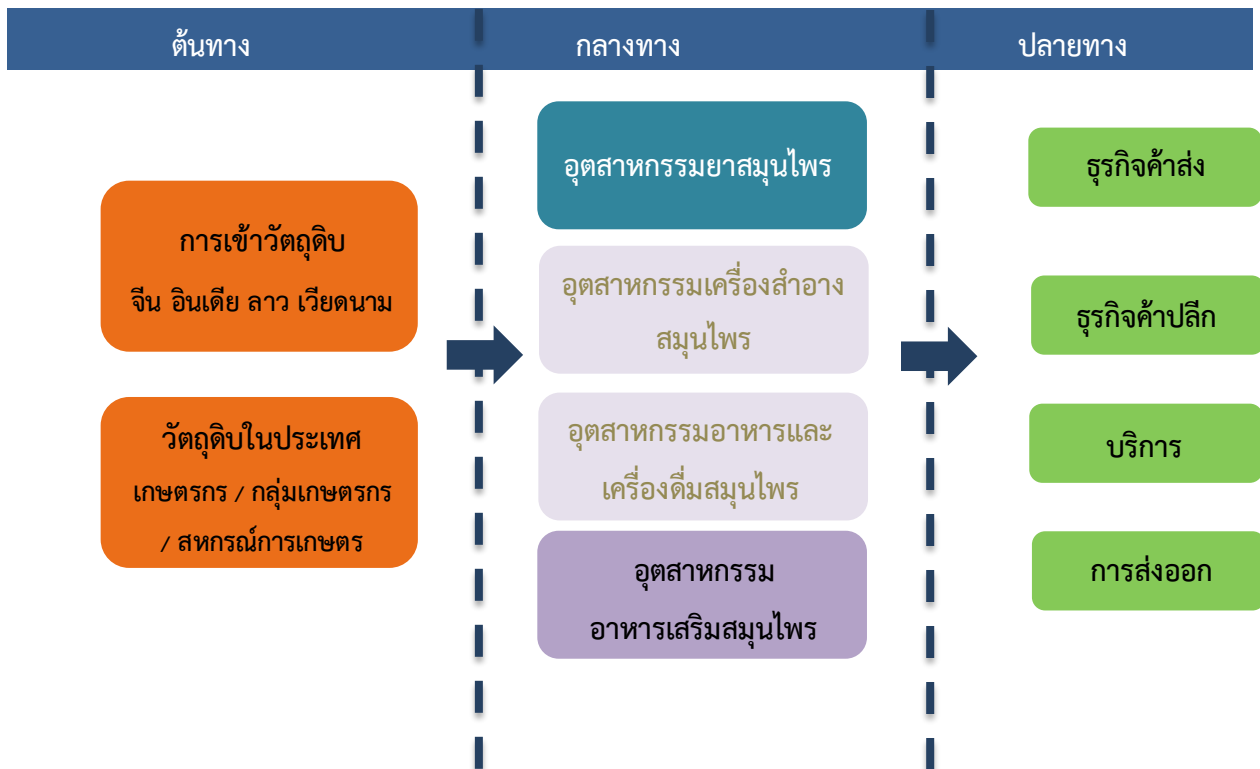 ต้นทาง
กลางทาง
ปลายทาง
การเข้าวัตถุดิบ
จีน อินเดีย ลาว เวียดนาม
วัตถุดิบในประเทศ
เกษตรกร / กลุ่มเกษตรกร
/ สหกรณ์การเกษตร
อุตสาหกรรมยาสมุนไพร
อุตสาหกรรมเครื่องสำอาง
สมุนไพร
อุตสาหกรรมอาหารและ
เครื่องดื่มสมุนไพร
อุตสาหกรรม
อาหารเสริมสมุนไพร
ธุรกิจค้าส่ง
ธุรกิจค้าปลีก
บริการ
การส่งออก